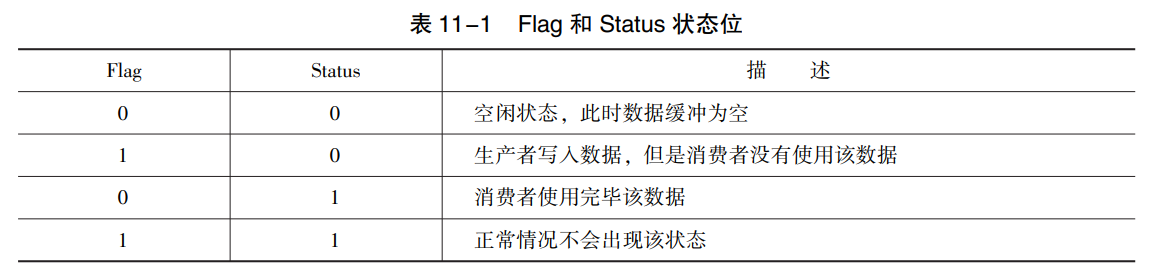 表 11-1 Flag 和 Status 状态位
Flag Status 描 述
0 0 空闲状态，此时数据缓冲为空
1 0 生产者写入数据，但是消费者没有使用该数据
0 1 消费者使用完毕该数据
1 1 正常情况不会出现该状态